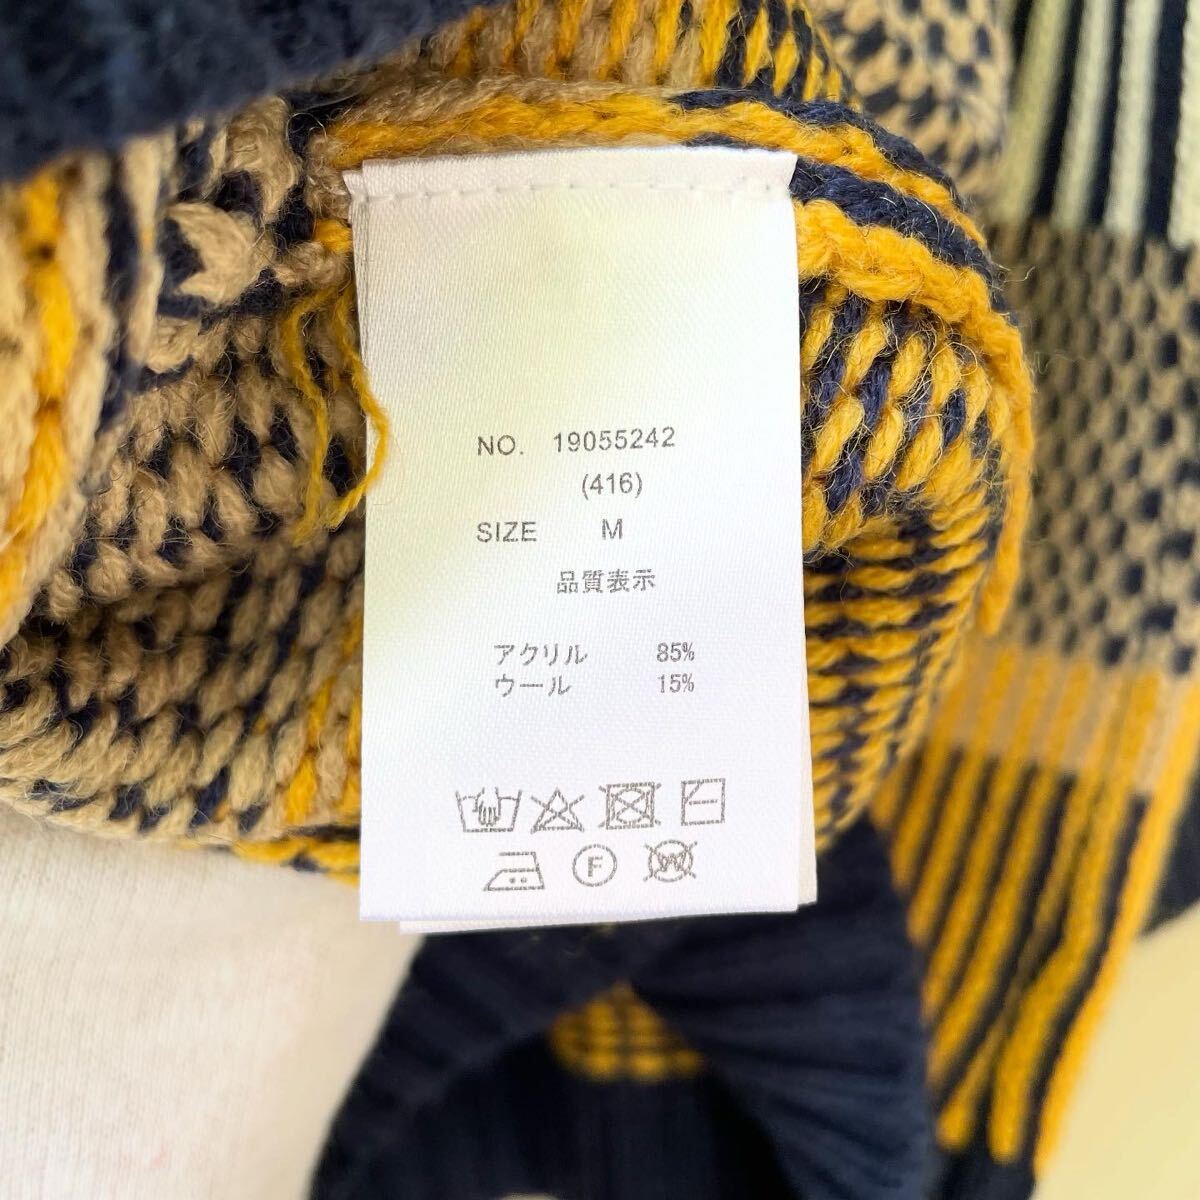 NO. 19055242
(416)
SIZE M
品質表示
アクリル 85%
ウール 15%
F
W